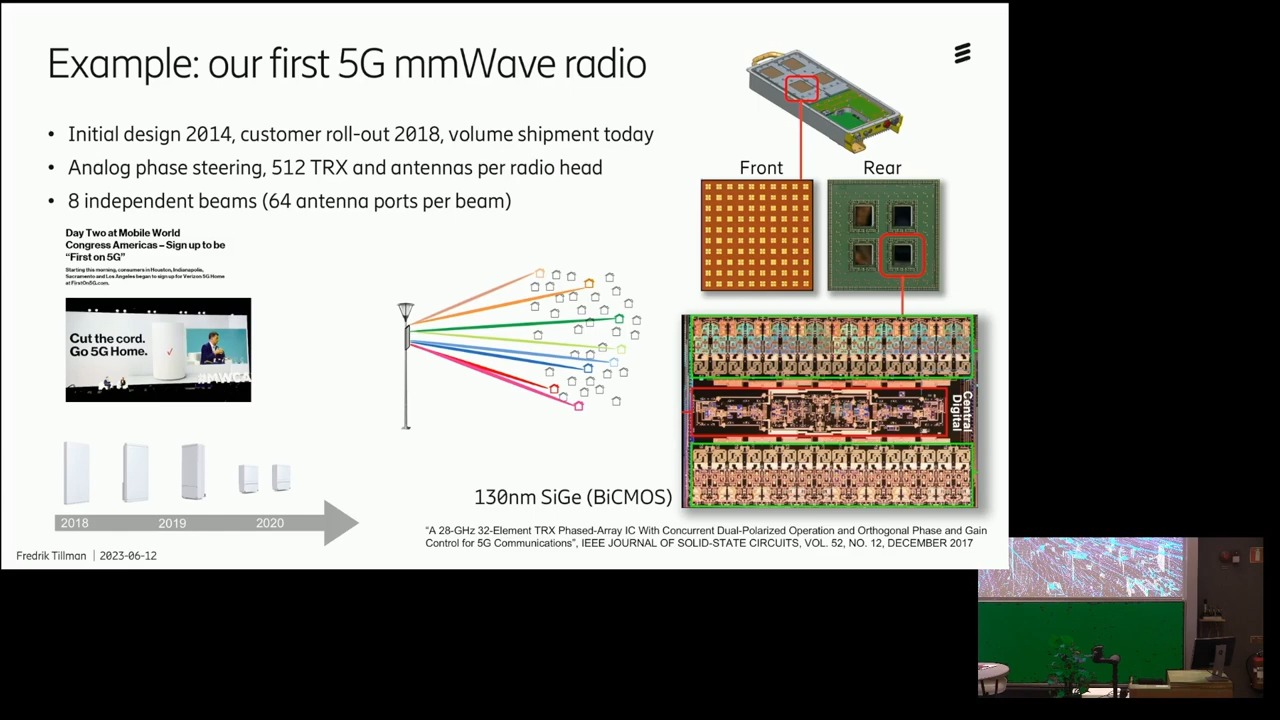 Example: our first 5G mmWave radio
• Initial design 2014, customer roll-out 2018, volume shipment today
• Analog phase steering, 512 TRX and antennas per radio head
• 8 independent beams (64 antenna ports per beam)
Day Two at Mobile World
Congress Americas – Sign up to be
“First on 5G”
Starting this morning, consumers in Houston, Indianapolis,
Sacramento and Los Angeles began to sign up for Verizon 5G Home
at FirstOn5G.com.
Cut the cord.
Go 5G Home.
Front
Rear
Central
Digital
130nm SiGe (BiCMOS)
2018
2019
2020
“A 28-GHz 32-Element TRX Phased-Array IC With Concurrent Dual-Polarized Operation and Orthogonal Phase and Gain
Control for 5G Communications”, IEEE JOURNAL OF SOLID-STATE CIRCUITS, VOL. 52, NO. 12, DECEMBER 2017
Fredrik Tillman | 2023-06-12